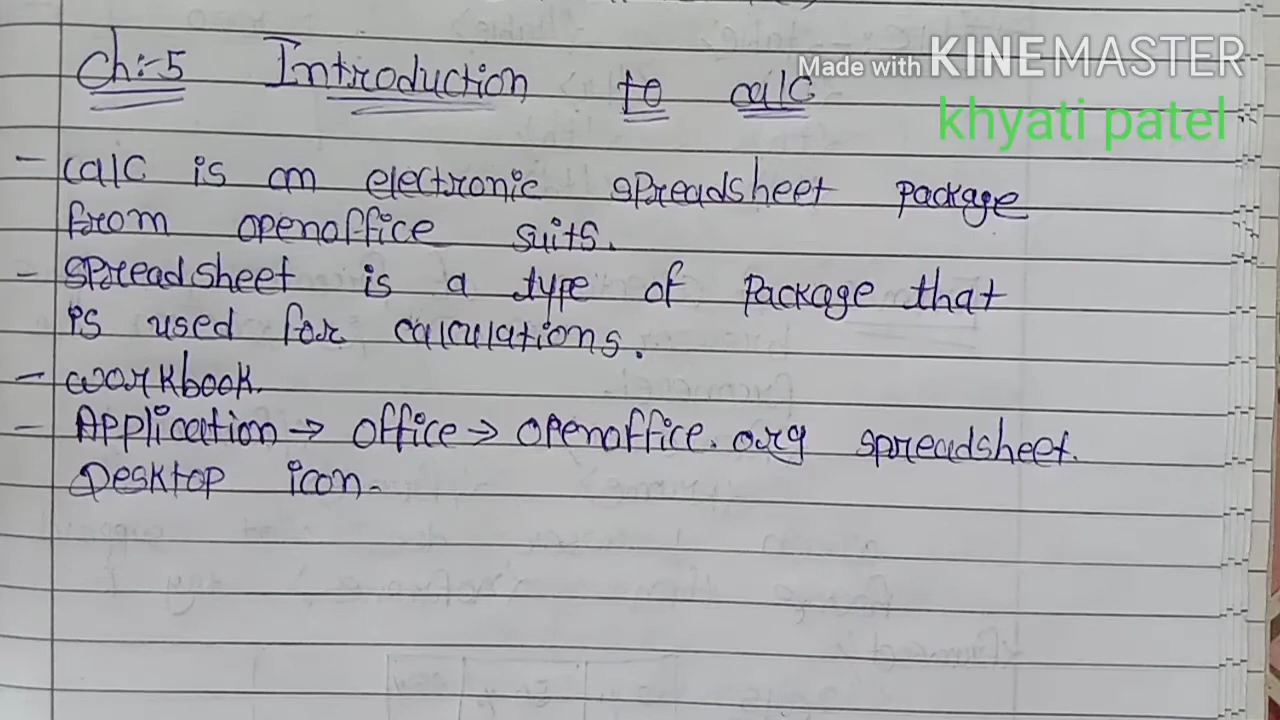 Made with KINEMASTER
khyati patel
Ch:-5 Introduction to calc
- calc is an electronic spreadsheet package
from openoffice suits.
- spreadsheet is a type of package that
is used for calculations.
- workbook.
- Application → office → openoffice.org spreadsheet.
Desktop icon.